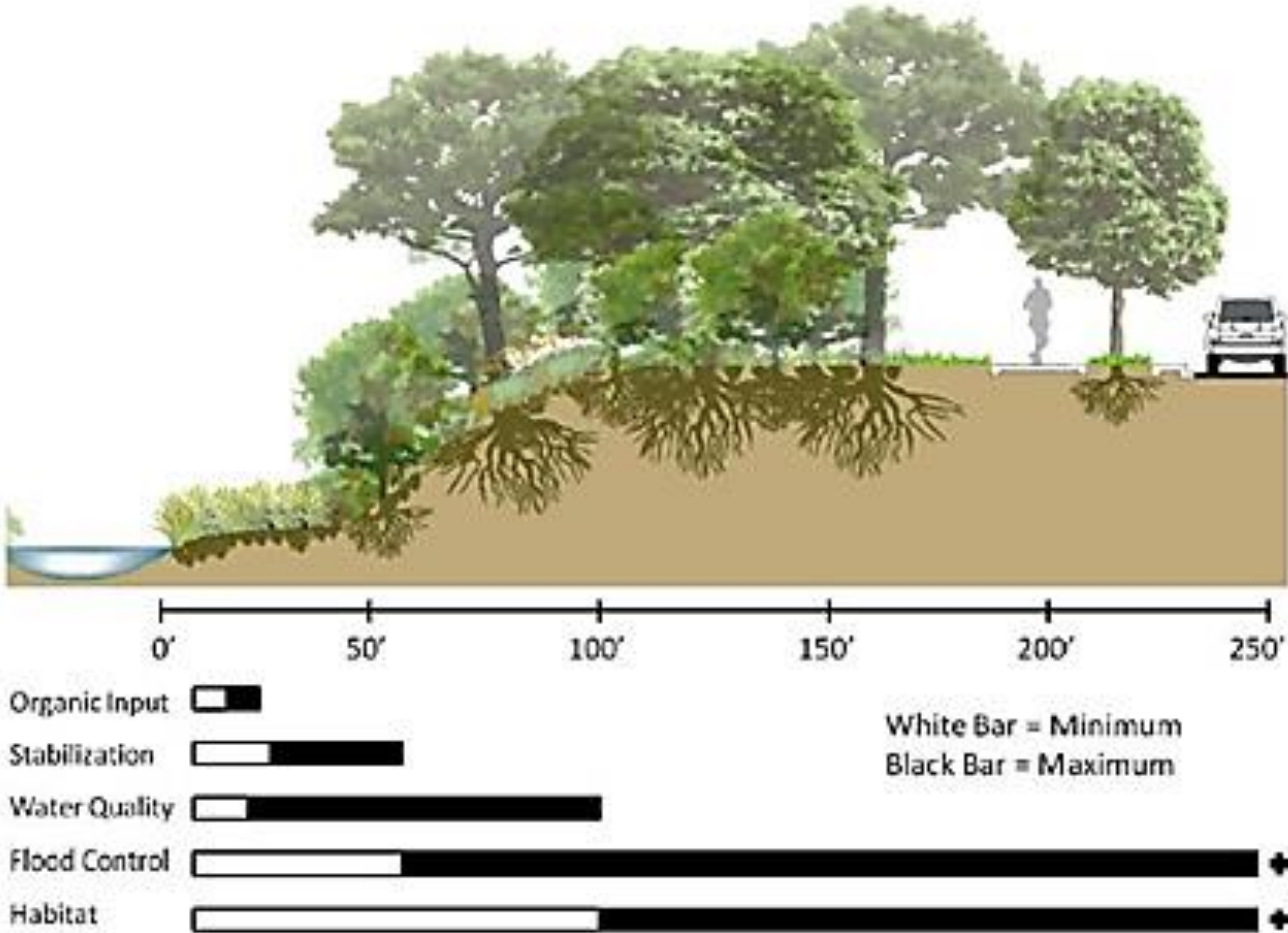 0' 50' 100' 150' 200' 250'
Organic Input
White Bar = Minimum
Stabilization
Black Bar = Maximum
Water Quality
Flood Control +
Habitat +